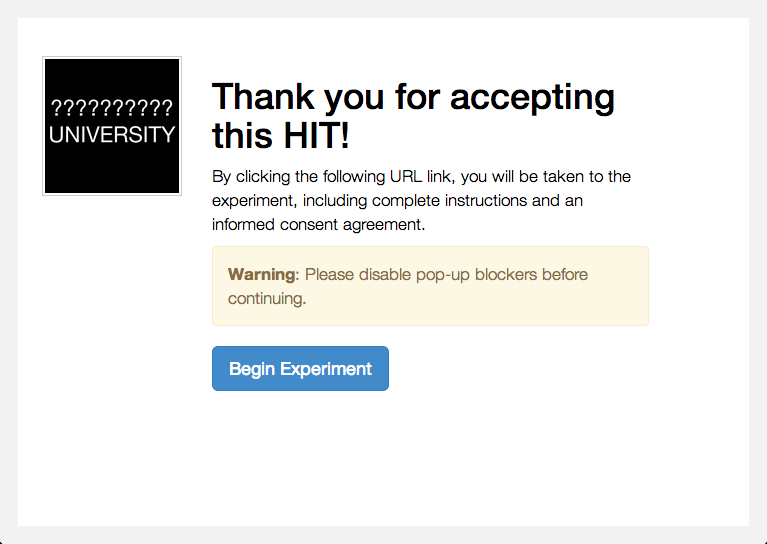 ??????????
UNIVERSITY
Thank you for accepting
this HIT!
By clicking the following URL link, you will be taken to the
experiment, including complete instructions and an
informed consent agreement.
Warning: Please disable pop-up blockers before
continuing.
Begin Experiment